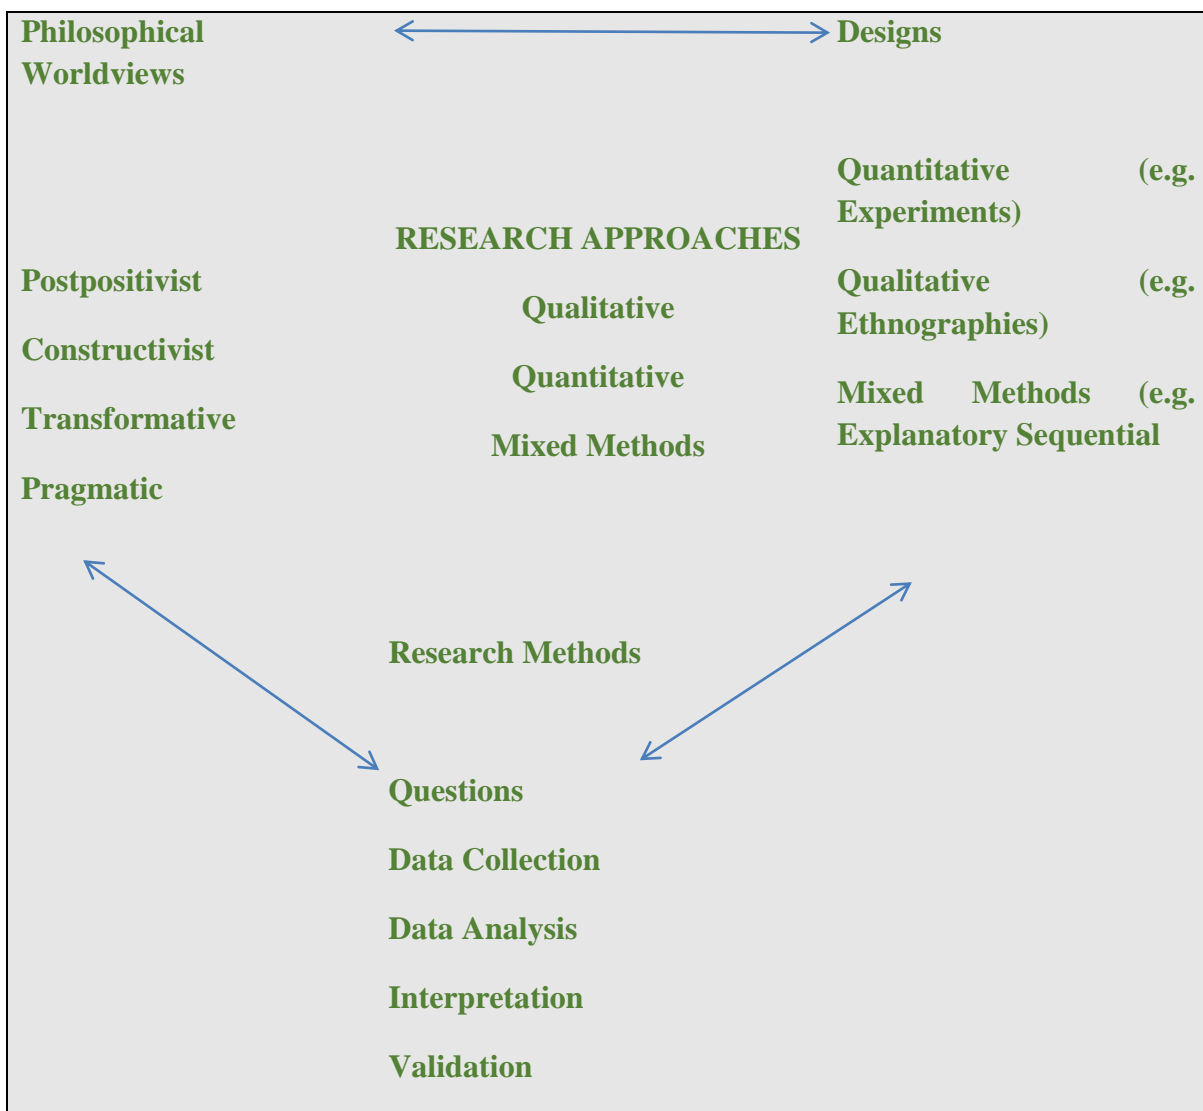 Philosophical
Worldviews
Designs
Quantitative (e.g.
Experiments)
RESEARCH APPROACHES
Postpositivist
Qualitative (e.g.
Ethnographies)
Qualitative
Constructivist
Quantitative
Mixed Methods (e.g.
Explanatory Sequential
Transformative
Mixed Methods
Pragmatic
Research Methods
Questions
Data Collection
Data Analysis
Interpretation
Validation